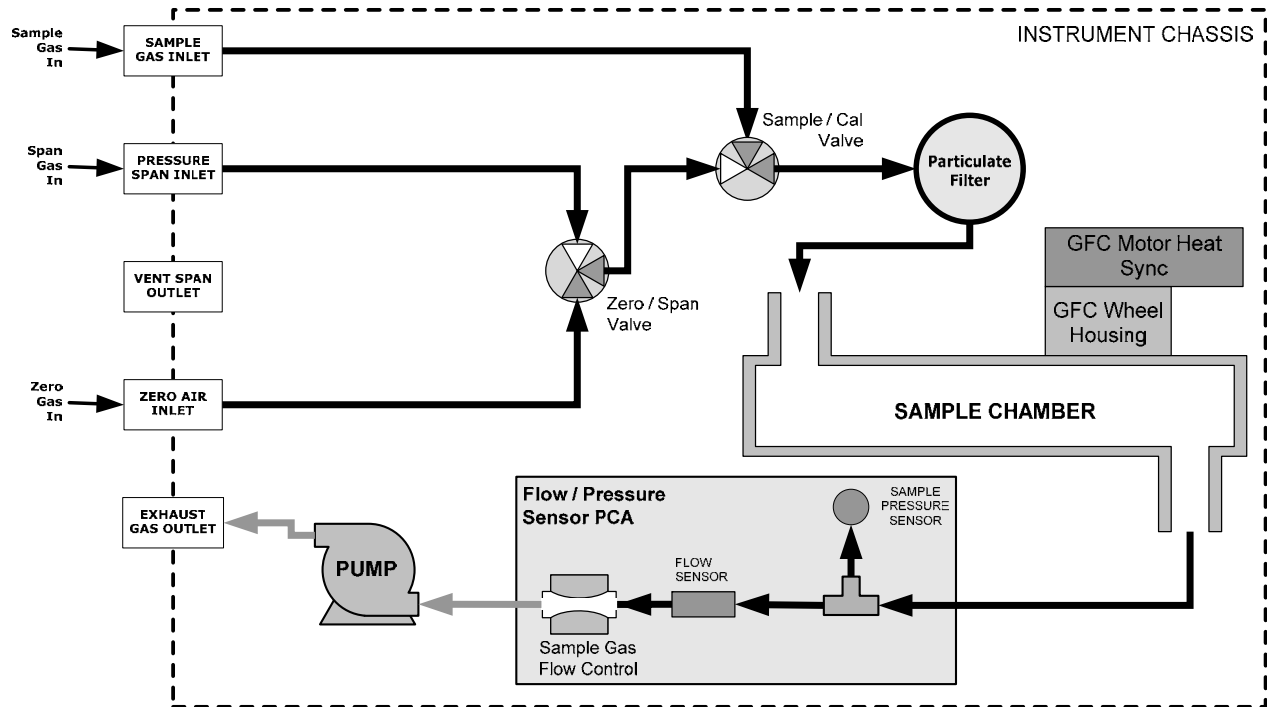 Sample
Gas
In
SAMPLE
GAS INLET
INSTRUMENT CHASSIS
Sample / Cal
Valve
Span
Gas
In
PRESSURE
SPAN INLET
Particulate
Filter
GFC Motor Heat
Sync
VENT SPAN
OUTLET
Zero / Span
Valve
GFC Wheel
Housing
Zero
Gas
In
ZERO AIR
INLET
SAMPLE CHAMBER
EXHAUST
GAS OUTLET
PUMP
Flow / Pressure
Sensor PCA
SAMPLE
PRESSURE
SENSOR
FLOW
SENSOR
Sample Gas
Flow Control